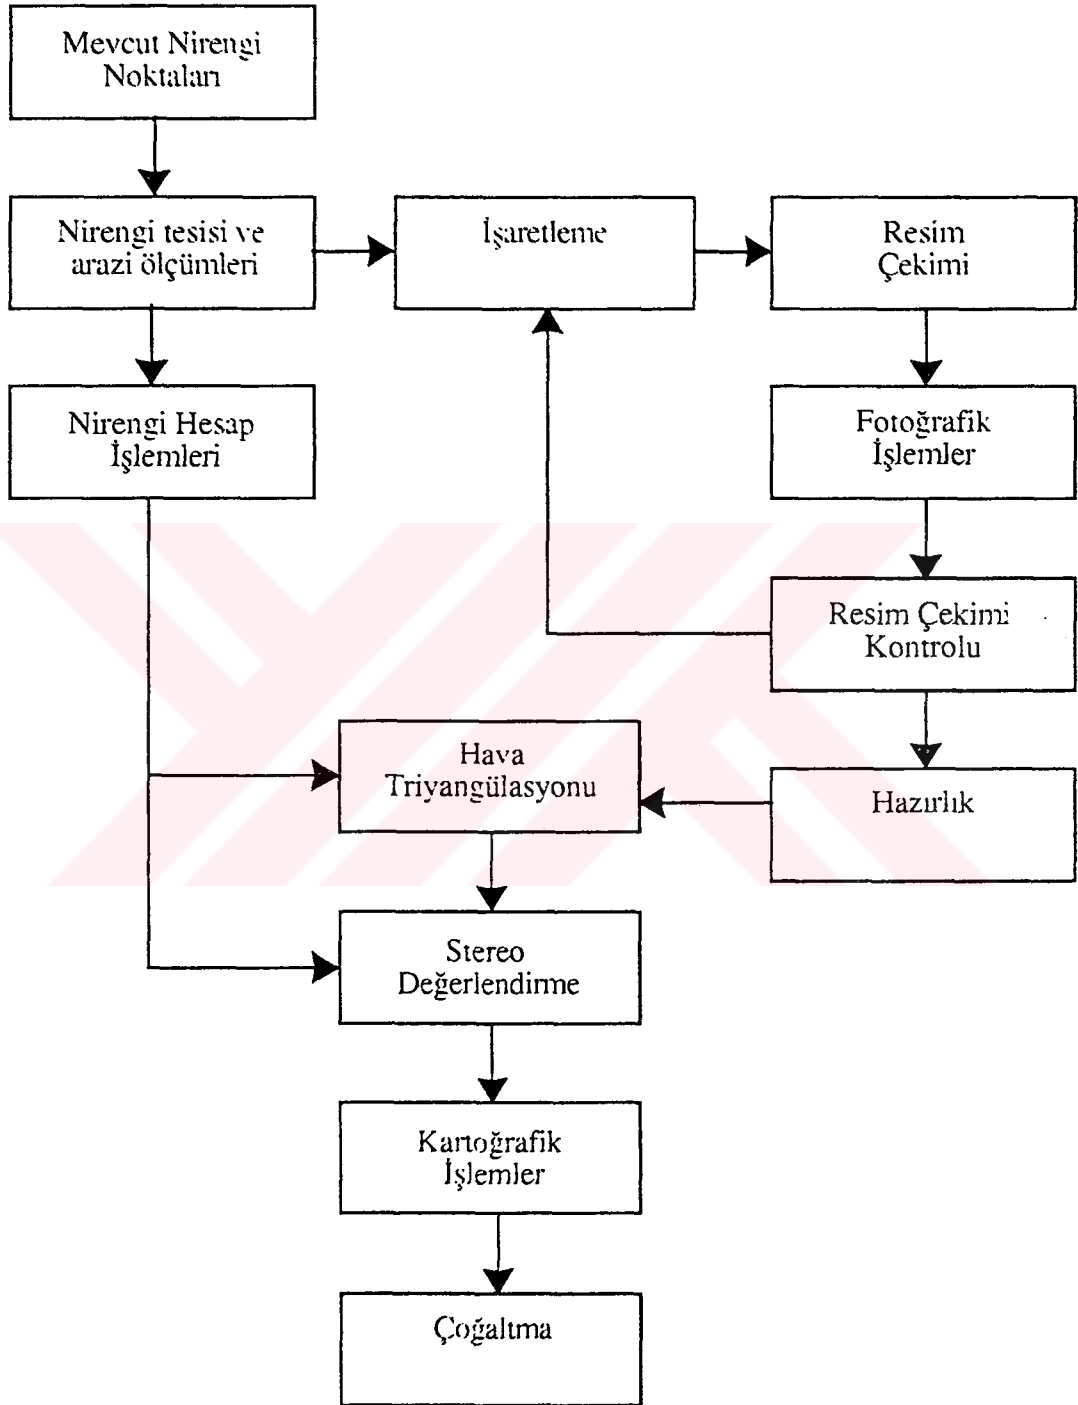 Mevcut Nirengi
Noktaları
Nirengi tesisi ve
arazi ölçümleri
İşaretleme
Resim
Çekimi
Nirengi Hesap
İşlemleri
Fotoğrafik
İşlemler
Resim Çekimi
Kontrolu
Hava
Triyangülasyonu
Hazırlık
Stereo
Değerlendirme
Kartoğrafik
İşlemler
Çoğaltma